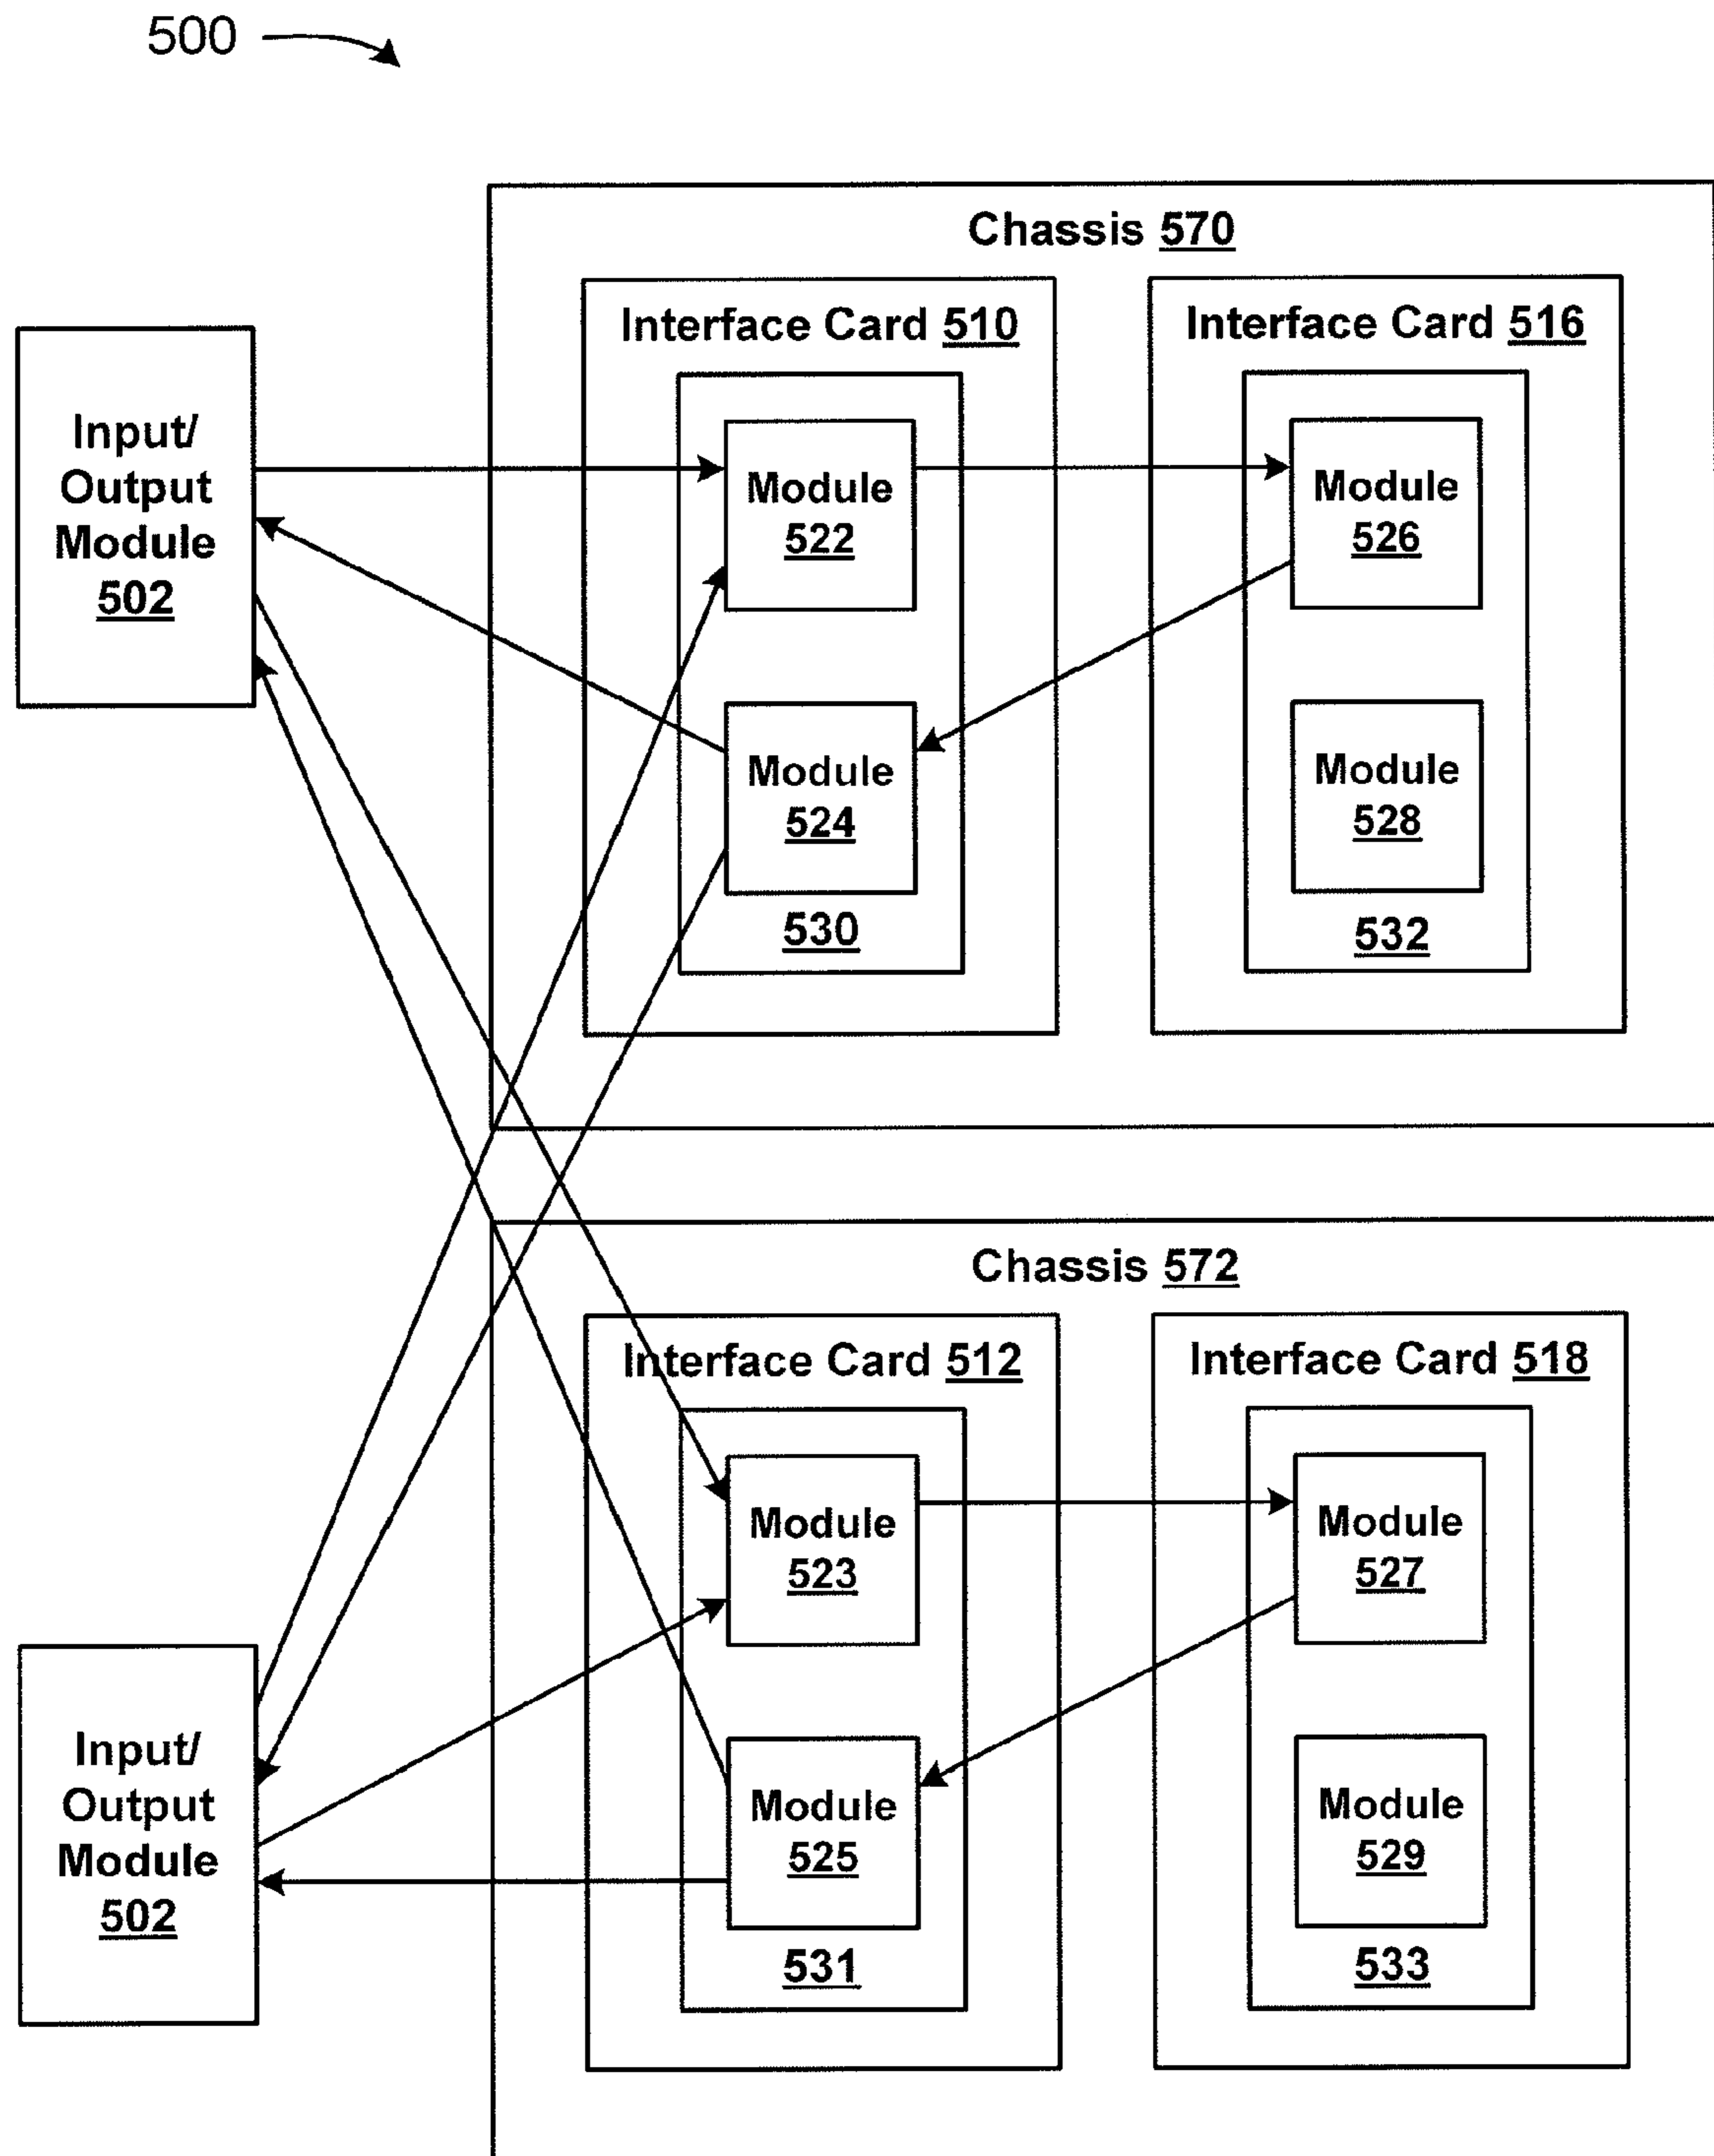 500
Chassis 570
Interface Card 510
Interface Card 516
Input/
Output
Module
502
Module
522
Module
526
Module
524
Module
528
530
532
Chassis 572
Interface Card 512
Interface Card 518
Module
523
Module
527
Input/
Output
Module
502
Module
525
Module
529
531
533